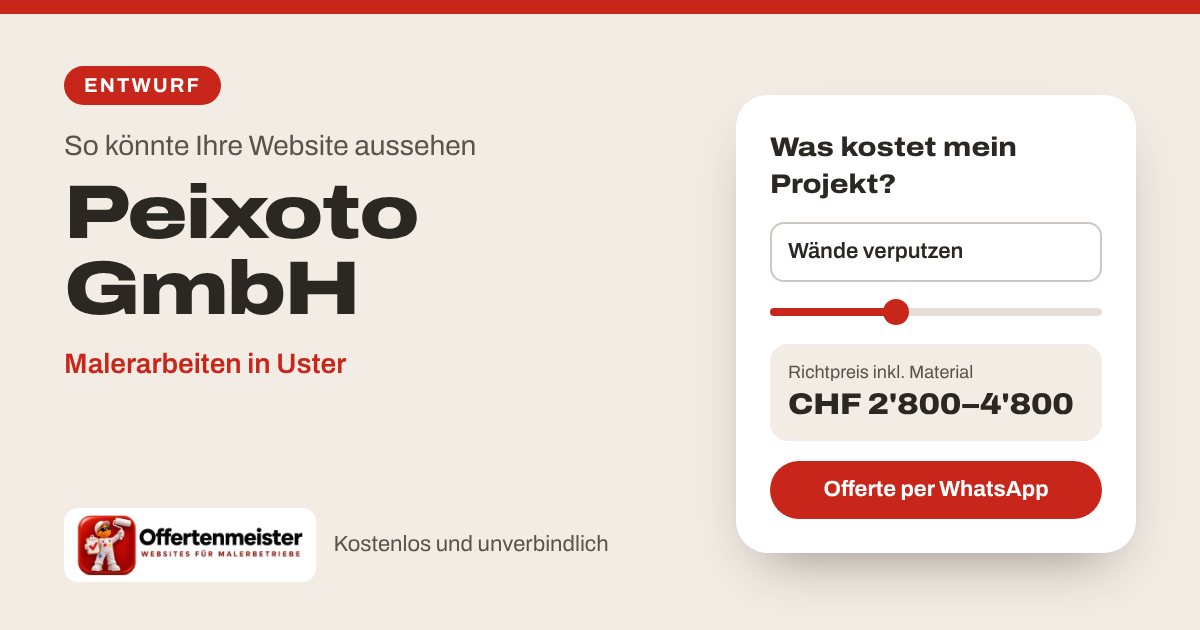 ENTWURF
So könnte Ihre Website aussehen
Peixoto
GmbH
Malerarbeiten in Uster
Offertenmeister
WEBSITES FÜR MALERBETRIEBE
Kostenlos und unverbindlich
Was kostet mein
Projekt?
Wände verputzen
Richtpreis inkl. Material
CHF 2'800–4'800
Offerte per WhatsApp